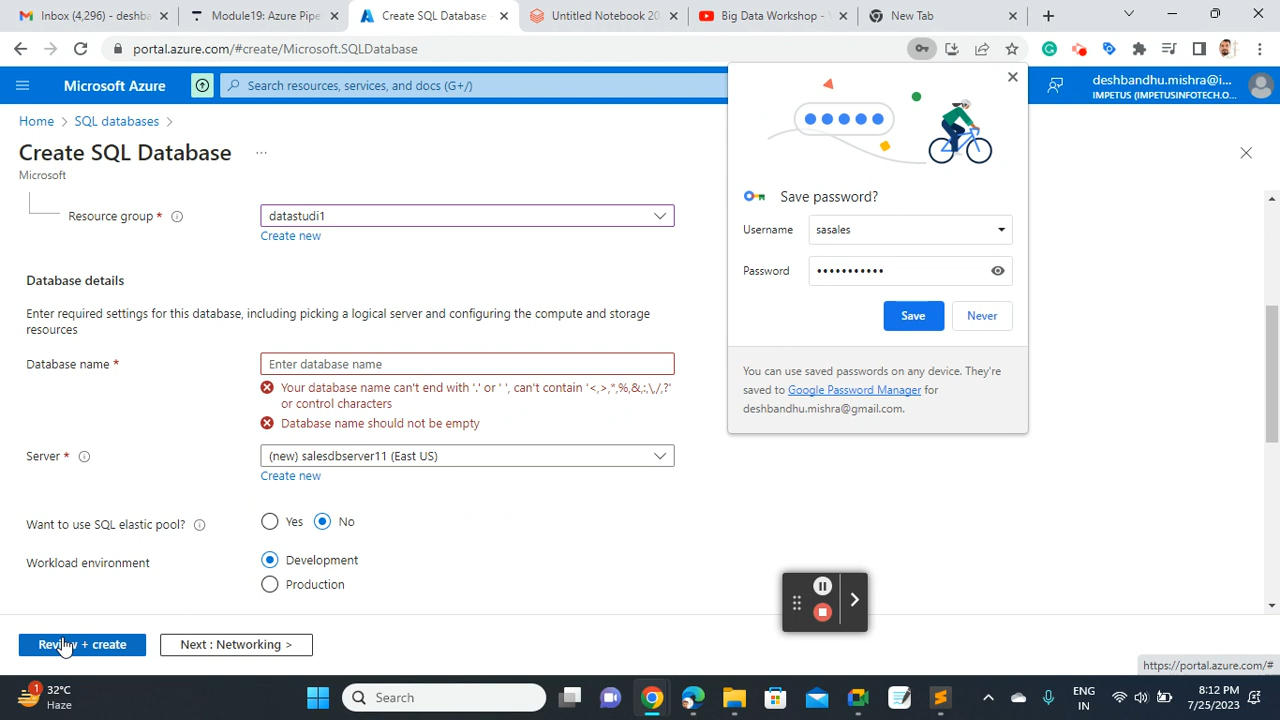 Inbox (4,296) - deshba
Module19: Azure Pipe
Create SQL Database
Untitled Notebook 20
Big Data Workshop - 
New Tab
portal.azure.com/#create/Microsoft.SQLDatabase
Microsoft Azure
Search resources, services, and docs (G+/)
deshbandhu.mishra@i...
IMPETUS (IMPETUSINFOTECH.O...
Home > SQL databases >
Create SQL Database ...
Microsoft
Resource group *
datastudi1
Create new
Database details
Enter required settings for this database, including picking a logical server and configuring the compute and storage
resources
Database name *
Enter database name
Your database name can't end with '.' or ' ', can't contain '<,>,*,%,&,:,\,/,?'
or control characters
Database name should not be empty
Server *
(new) salesdbserver11 (East US)
Create new
Want to use SQL elastic pool?
Yes
No
Workload environment
Development
Production
Review + create
Next : Networking >
Save password?
Username
sasales
Password
•••••••••••
Save
Never
You can use saved passwords on any device. They're
saved to Google Password Manager for
deshbandhu.mishra@gmail.com.
https://portal.azure.com/#
1
32°C
Haze
Search
ENG
IN
8:12 PM
7/25/2023